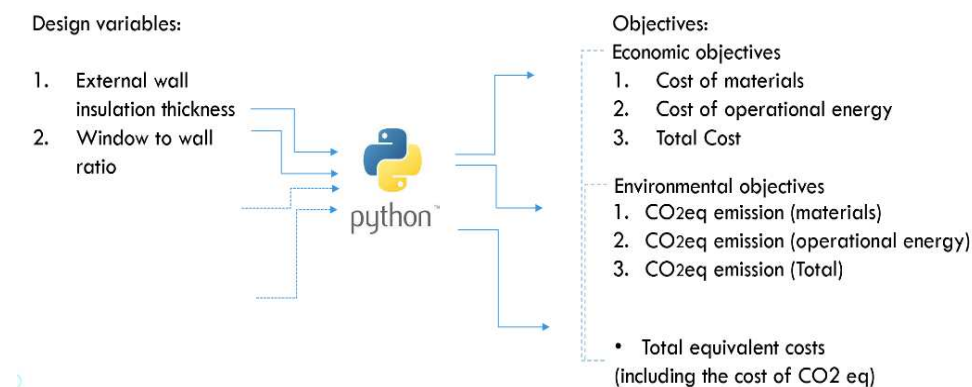 Design variables:
1. External wall
insulation thickness
2. Window to wall
ratio
python™
Objectives:
Economic objectives
1. Cost of materials
2. Cost of operational energy
3. Total Cost
Environmental objectives
1. CO2eq emission (materials)
2. CO2eq emission (operational energy)
3. CO2eq emission (Total)
• Total equivalent costs
(including the cost of CO2 eq)